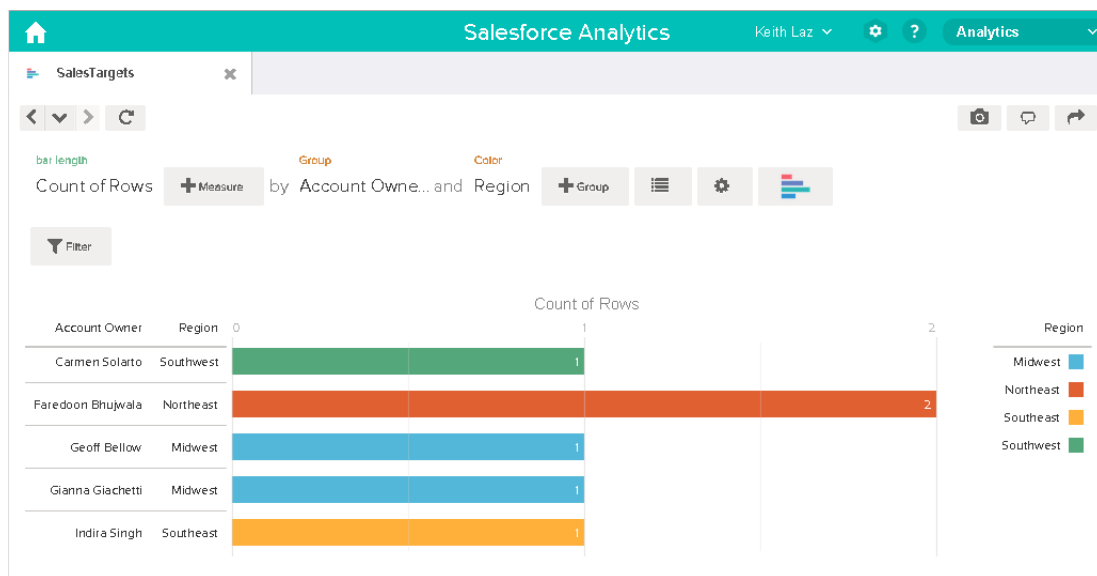 Salesforce Analytics Keith Laz ? Analytics
SalesTargets
bar length Group Color
Count of Rows Measure by Account Owne... and Region Group
Filter
Count of Rows
Account Owner Region 0 1 2 Region
Carmen Solarto Southwest 1 Midwest
Faredoon Bhujwala Northeast 2 Northeast
Southeast
Geoff Bellow Midwest 1 Southwest
Gianna Giachetti Midwest 1
Indira Singh Southeast 1